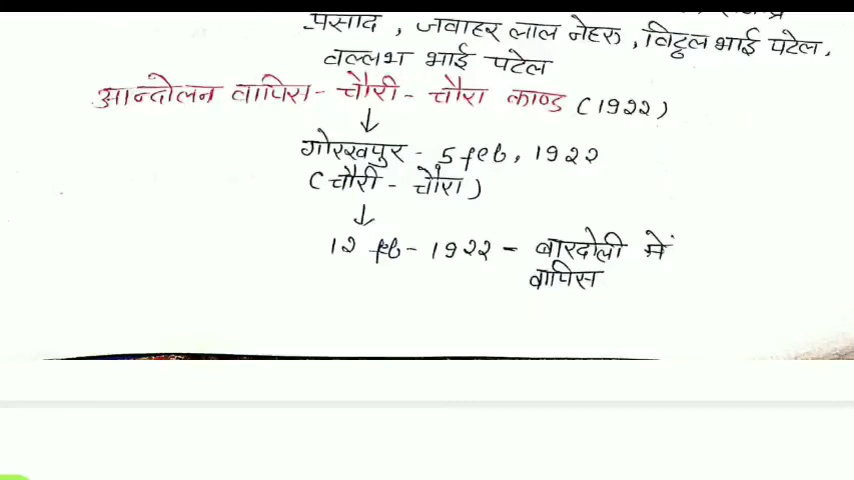 प्रसाद , जवाहर लाल नेहरु , विट्ठल भाई पटेल ,
वल्लभ भाई पटेल
आन्दोलन वापिस - चौरी - चौरा काण्ड (1922)
↓
गोरखपुर - 5 feb, 1922
(चौरी - चौरा)
↓
12 feb - 1922 - बारदोली में
वापिस